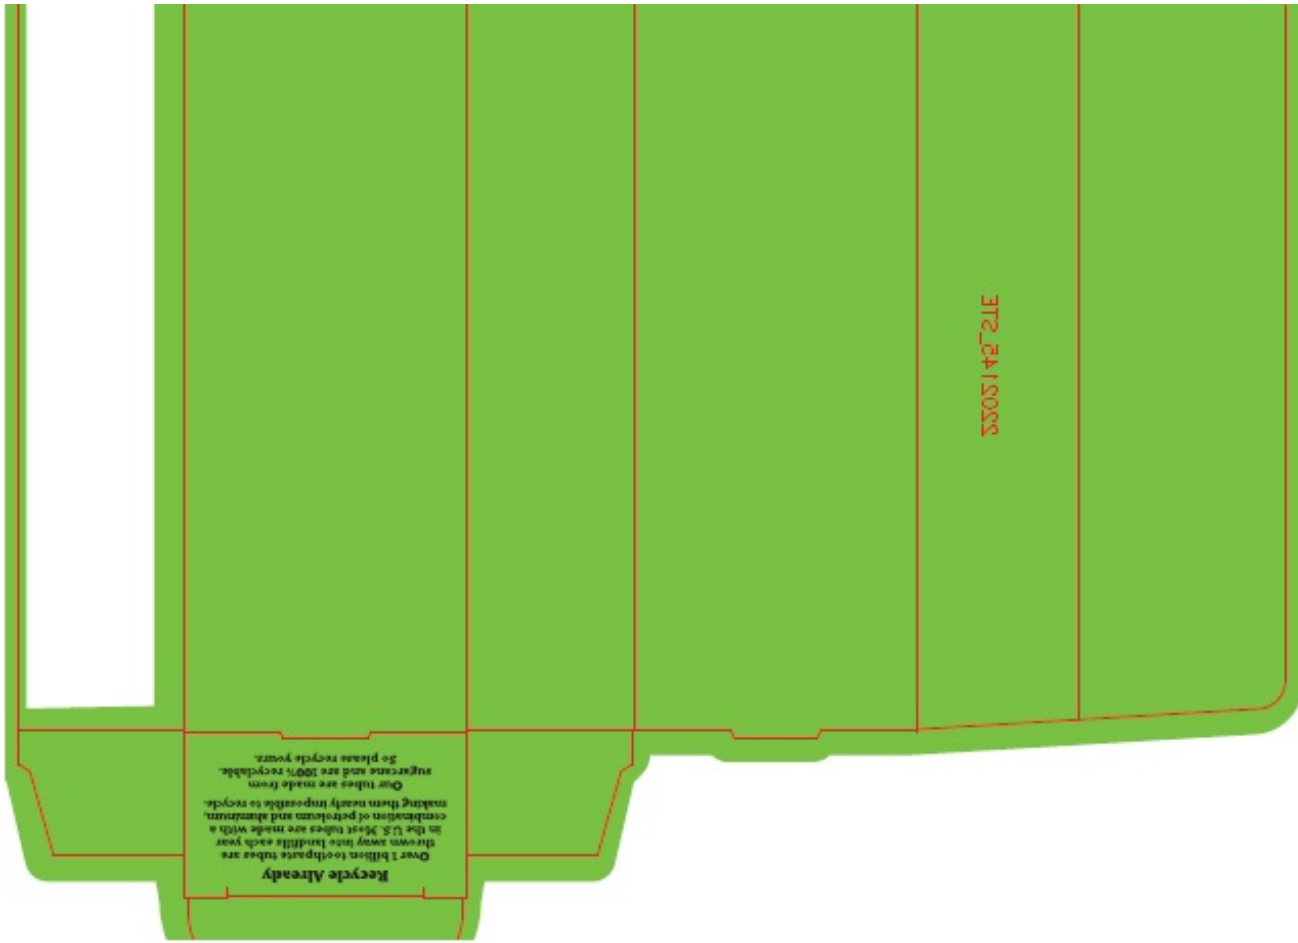 Recycle Already
Over 1 billion toothpaste tubes are
thrown away into landfills each year
in the U.S. Most tubes are made with a
combination of petroleum and aluminum,
making them nearly impossible to recycle.
Our tubes are made from
sugarcane and are 100% recyclable.
So please recycle yours.
2202145_STE